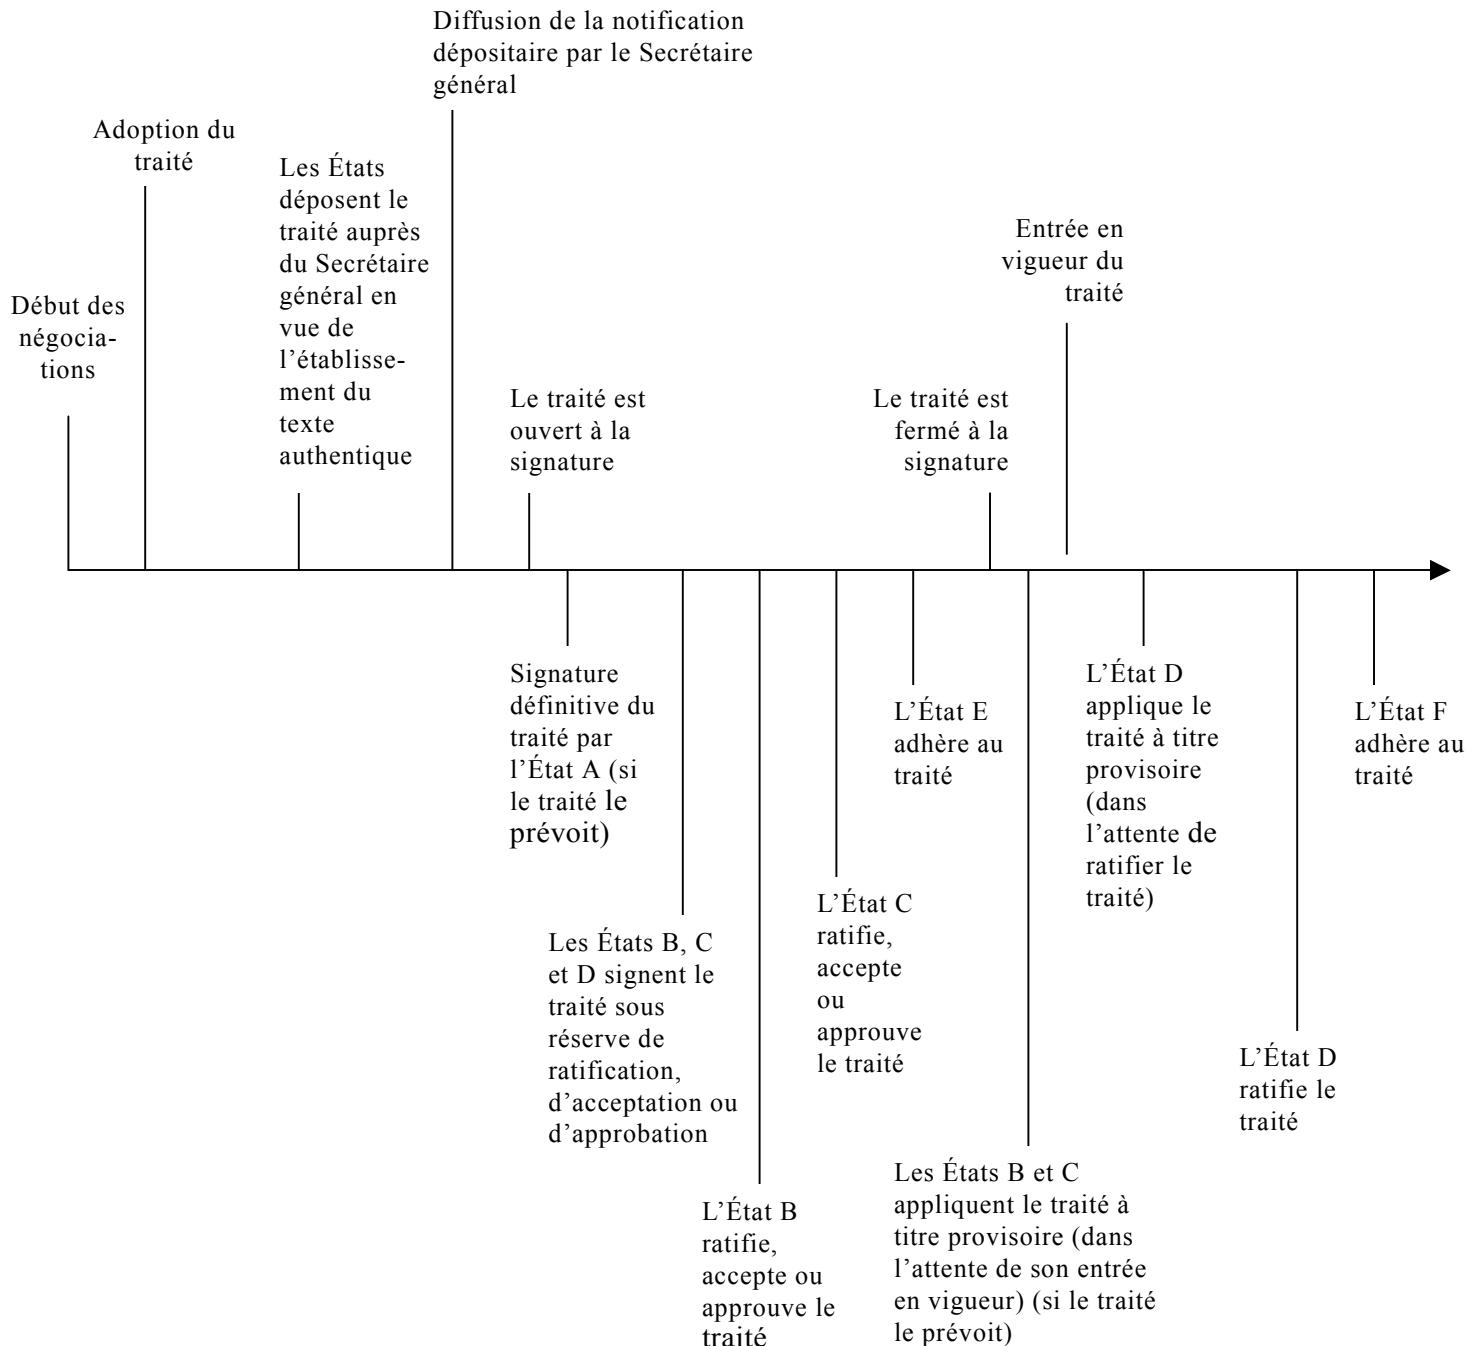 Diffusion de la notification
dépositaire par le Secrétaire
général
Adoption du
traité
Les États
déposent le
traité auprès
du Secrétaire
général en
vue de
l’établisse-
ment du
texte
authentique
Entrée en
vigueur du
traité
Début des
négocia-
tions
Le traité est
ouvert à la
signature
Le traité est
fermé à la
signature
Signature
définitive du
traité par
l’État A (si
le traité le
prévoit)
Les États B, C
et D signent le
traité sous
réserve de
ratification,
d’acceptation ou
d’approbation
L’État B
ratifie,
accepte ou
approuve le
traité
L’État C
ratifie,
accepte
ou
approuve
le traité
L’État E
adhère au
traité
Les États B et C
appliquent le traité à
titre provisoire (dans
l’attente de son entrée
en vigueur) (si le traité
le prévoit)
L’État D
applique le
traité à titre
provisoire
(dans
l’attente de
ratifier le
traité)
L’État D
ratifie le
traité
L’État F
adhère au
traité